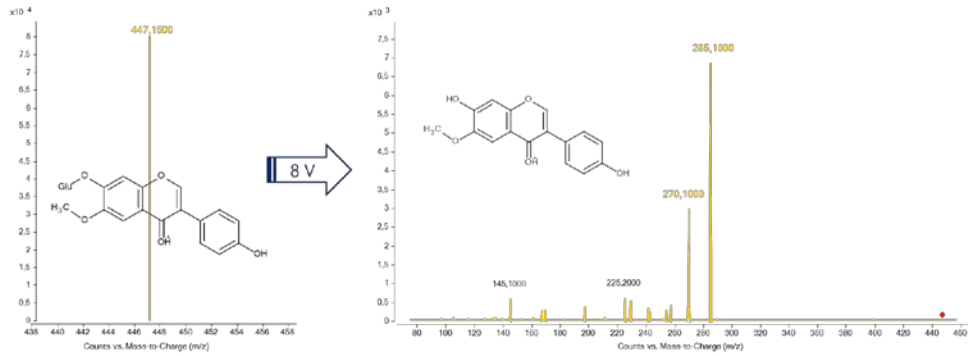 x10 -4
447,1500
8
7,5
7
6,5
6
5,5
5
4,5
4
3,5
3
2,5
2
1,5
1
0,5
0
438 440 442 444 446 448 450 452 454 456 458
Counts vs. Mass-to-Charge (m/z)
Glu
O
O
H₃C
O
OH
OH
8 V
x10 3
285,1000
7,5
7
6,5
6
5,5
5
4,5
4
3,5
3
2,5
2
1,5
1
0,5
0
HO
O
H₃C
O
OH
OH
270,1000
145,1000
225,2000
80 100 120 140 160 180 200 220 240 260 280 300 320 340 360 380 400 420 440 460
Counts vs. Mass-to-Charge (m/z)